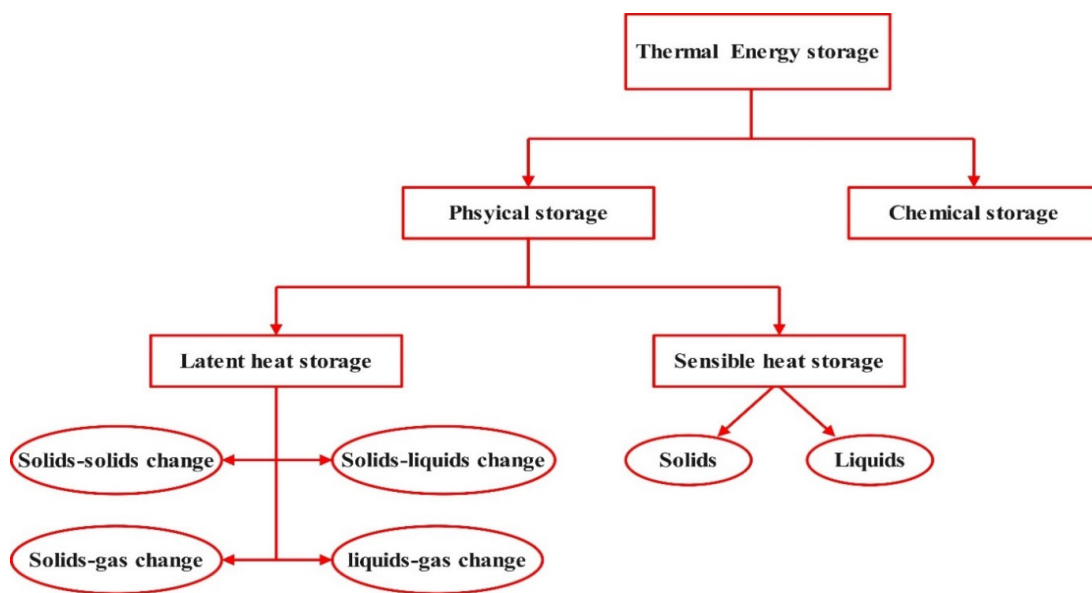 Thermal Energy storage
Phsyical storage
Chemical storage
Latent heat storage
Sensible heat storage
Solids-solids change
Solids-liquids change
Solids
Liquids
Solids-gas change
liquids-gas change